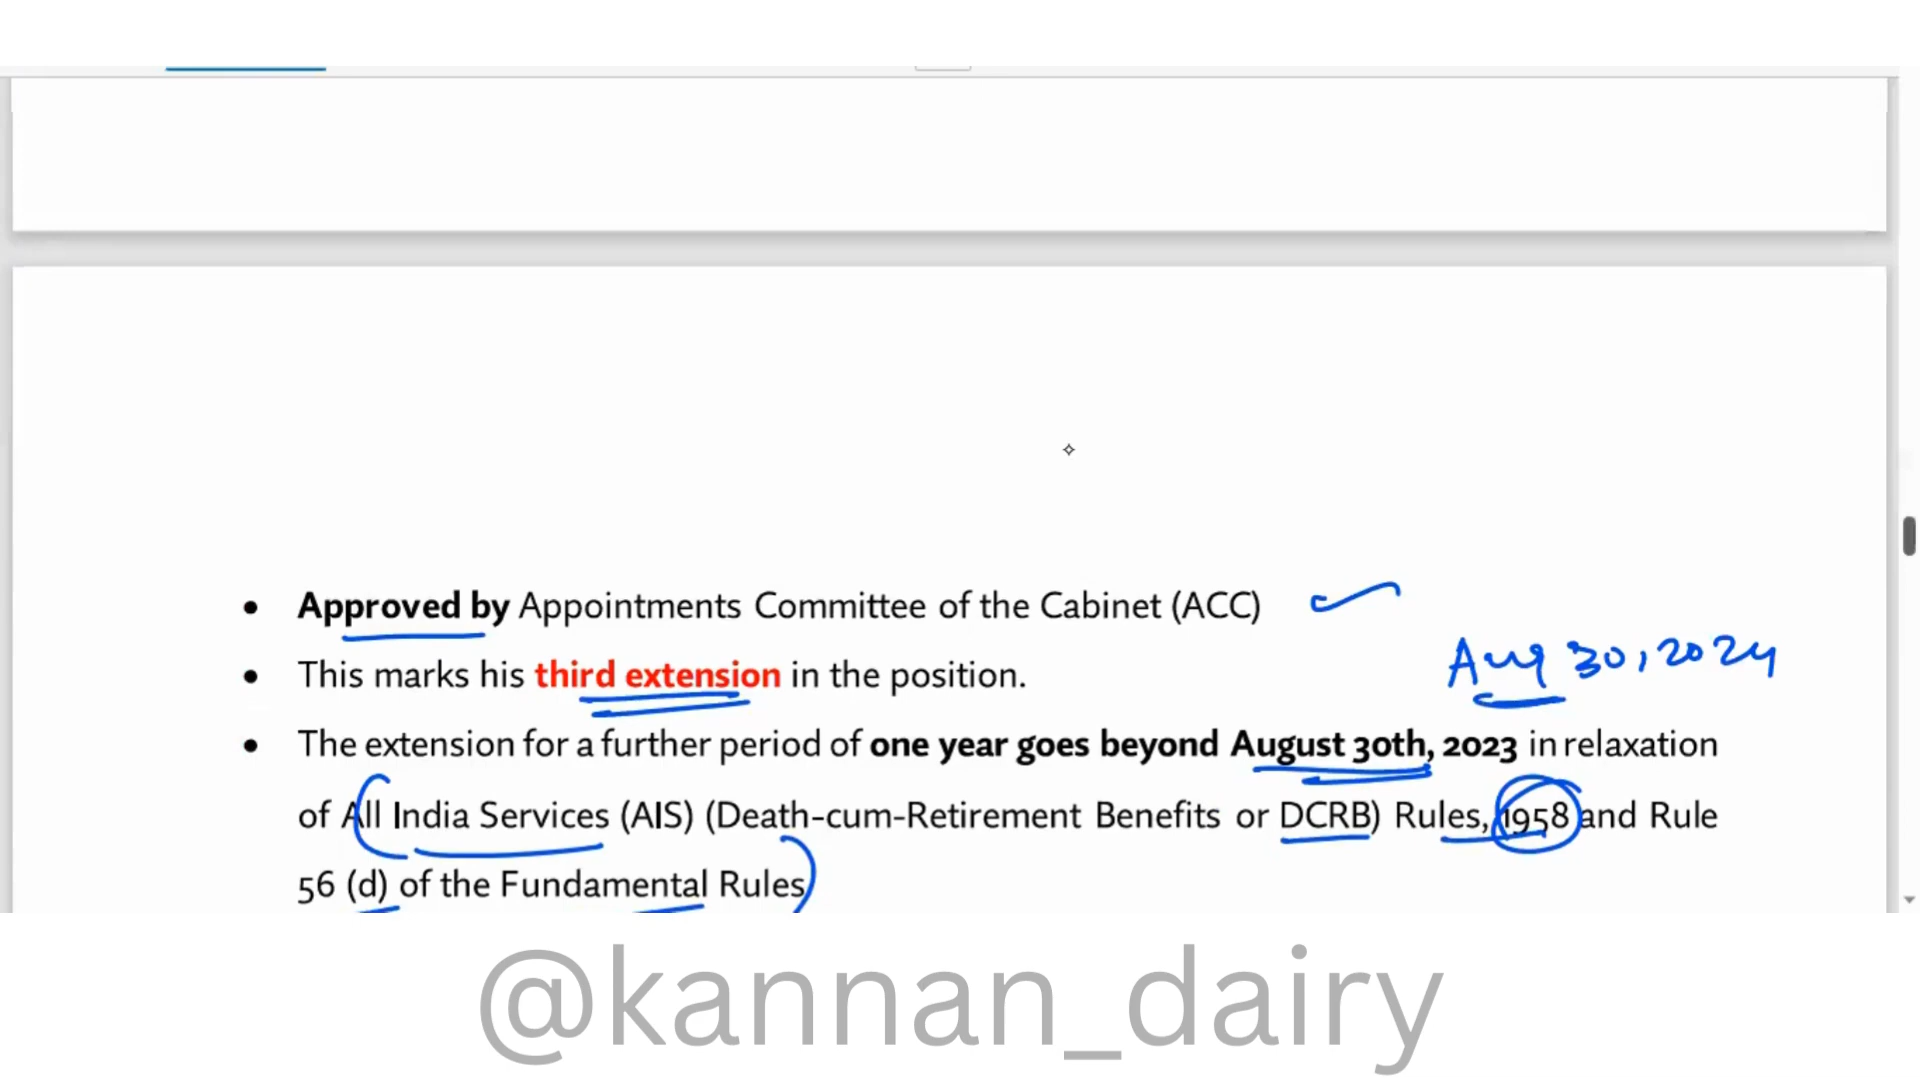 • Approved by Appointments Committee of the Cabinet (ACC)
• This marks his third extension in the position.
Aug 30, 2024
• The extension for a further period of one year goes beyond August 30th, 2023 in relaxation
of All India Services (AIS) (Death-cum-Retirement Benefits or DCRB) Rules, 1958 and Rule
56 (d) of the Fundamental Rules
@kannan_dairy